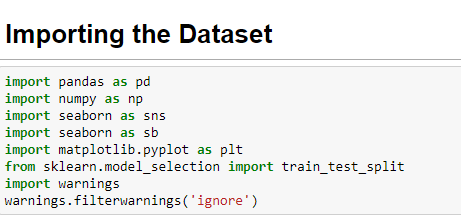 Importing the Dataset
import pandas as pd
import numpy as np
import seaborn as sns
import seaborn as sb
import matplotlib.pyplot as plt
from sklearn.model_selection import train_test_split
import warnings
warnings.filterwarnings('ignore')